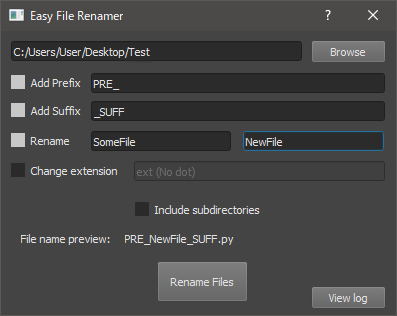 Easy File Renamer
C:/Users/User/Desktop/Test Browse
Add Prefix PRE_
Add Suffix _SUFF
Rename SomeFile NewFile
Change extension ext (No dot)
Include subdirectories
File name preview: PRE_NewFile_SUFF.py
Rename Files
View log